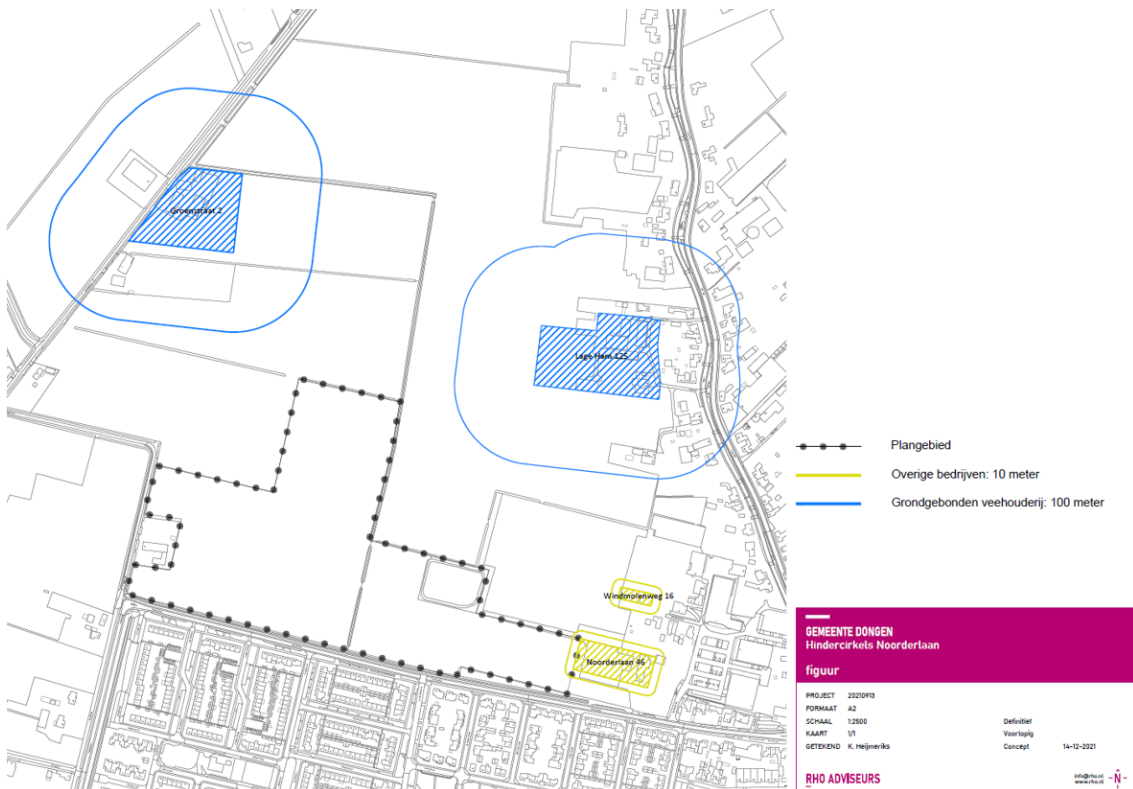 Groenstraat 2
Lage Ham 125
Windmolenweg 16
Noorderlaan 46
Plangebied
Overige bedrijven: 10 meter
Grondgebonden veehouderij: 100 meter
GEMEENTE DONGEN
Hindercirkels Noorderlaan
figuur
PROJECT 20210913
FORMAAT A2
SCHAAL 1:2500 Definitief
KAART 1/1 Voorlopig
GETEKEND K. Heijmeriks Concept 14-12-2021
RHO ADVISEURS
info@rho.nl
www.rho.nl
N